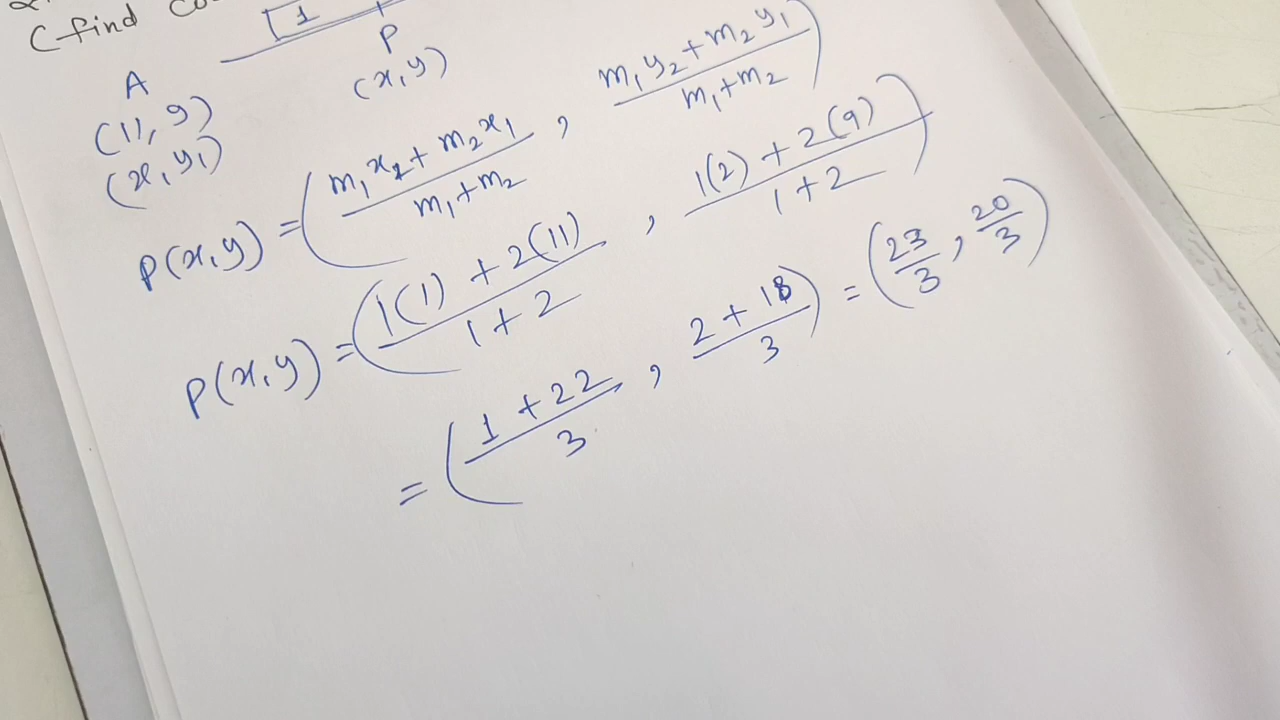 (find
1
A
P
(11, 9)
(x, y)
(x, y1)
P(x,y) = ( m1x2 + m2x1 / m1+m2 , m1y2 + m2y1 / m1+m2 )
P(x,y) = ( 1(1) + 2(11) / 1+2 , 1(2) + 2(9) / 1+2 )
= ( 1+22 / 3 , 2+18 / 3 ) = ( 23/3 , 20/3 )